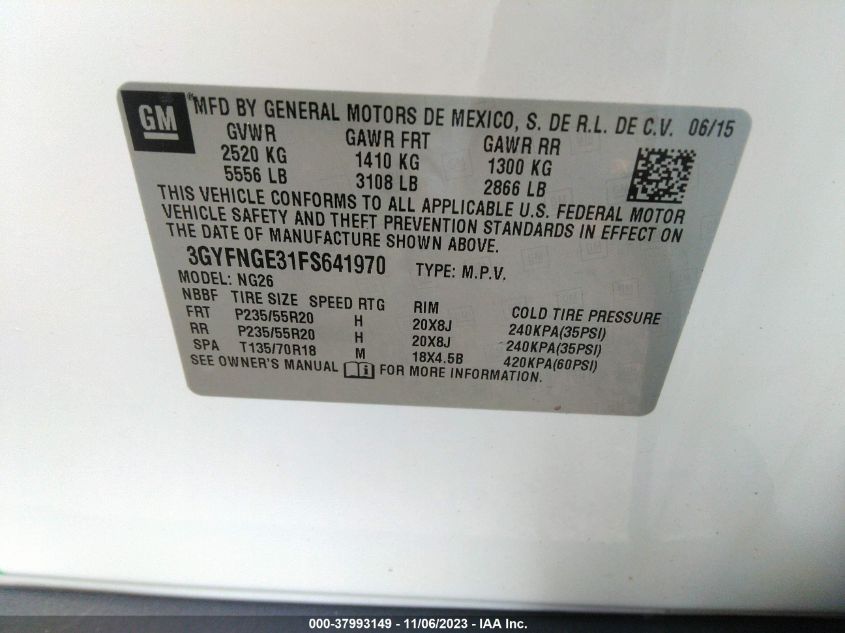 GM
® MFD BY GENERAL MOTORS DE MEXICO, S. DE R.L. DE C.V. 06/15
GVWR GAWR FRT GAWR RR
2520 KG 1410 KG 1300 KG
5556 LB 3108 LB 2866 LB
THIS VEHICLE CONFORMS TO ALL APPLICABLE U.S. FEDERAL MOTOR
VEHICLE SAFETY AND THEFT PREVENTION STANDARDS IN EFFECT ON
THE DATE OF MANUFACTURE SHOWN ABOVE.
3GYFNGE31FS641970 TYPE: M.P.V.
MODEL: NG26
NBBF TIRE SIZE SPEED RTG RIM COLD TIRE PRESSURE
FRT P235/55R20 H 20X8J 240KPA(35PSI)
RR P235/55R20 H 20X8J 240KPA(35PSI)
SPA T135/70R18 M 18X4.5B 420KPA(60PSI)
SEE OWNER'S MANUAL i FOR MORE INFORMATION.
000-37993149 - 11/06/2023 - IAA Inc.